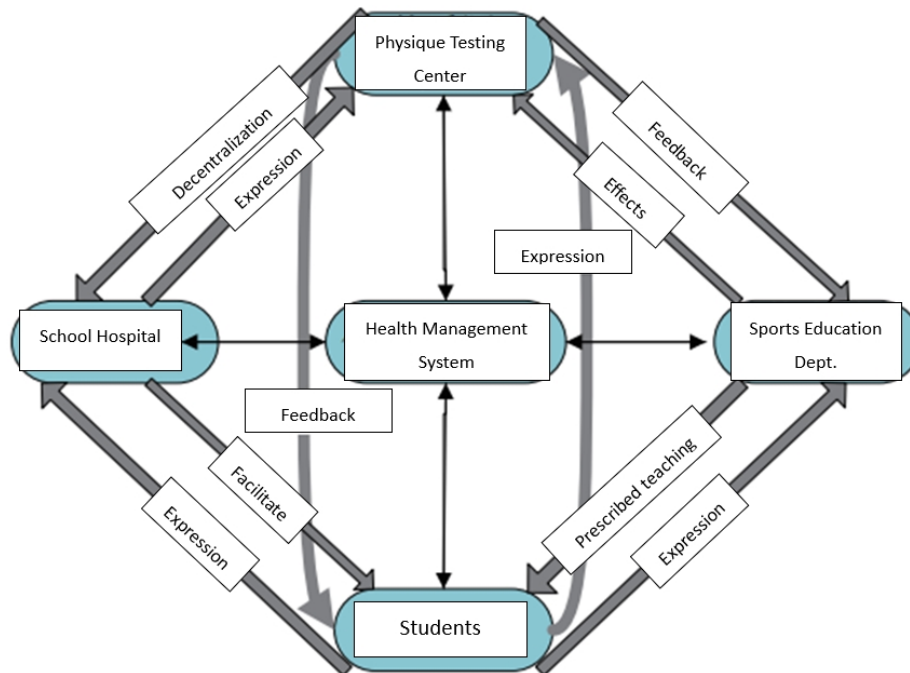 Physique Testing
Center
Decentralization
Expression
Feedback
Effects
Expression
School Hospital
Health Management
System
Sports Education
Dept.
Feedback
Facilitate
Expression
Prescribed teaching
Expression
Students